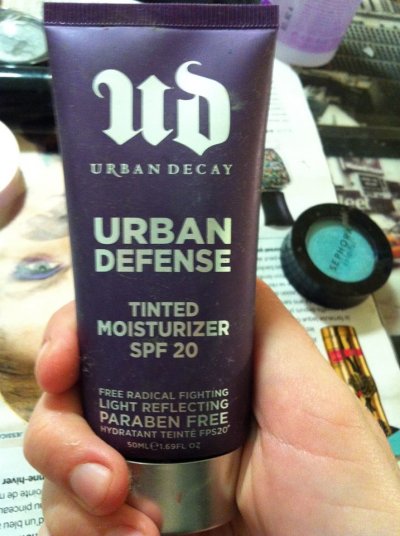 ud
URBAN DECAY
URBAN
DEFENSE
TINTED
MOISTURIZER
SPF 20
FREE RADICAL FIGHTING
LIGHT REFLECTING
PARABEN FREE
HYDRATANT TEINTÉ FPS20
50ML℮1.69FL OZ
SEPHORA